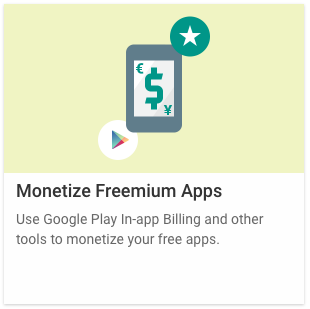 €
$
¥
Monetize Freemium Apps
Use Google Play In-app Billing and other
tools to monetize your free apps.